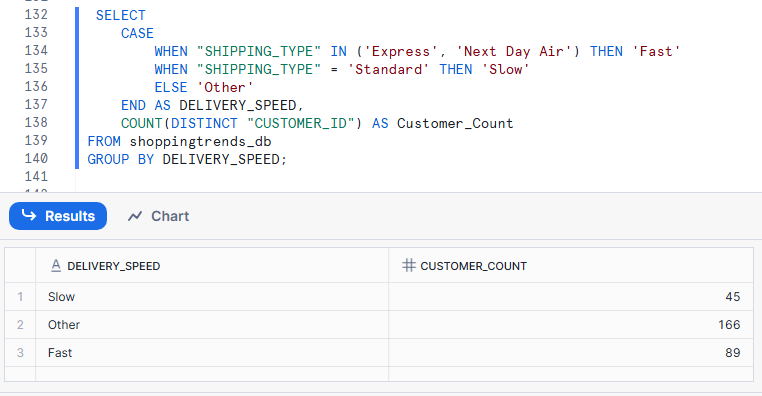 132 SELECT
133 CASE
134 WHEN "SHIPPING_TYPE" IN ('Express', 'Next Day Air') THEN 'Fast'
135 WHEN "SHIPPING_TYPE" = 'Standard' THEN 'Slow'
136 ELSE 'Other'
137 END AS DELIVERY_SPEED,
138 COUNT(DISTINCT "CUSTOMER_ID") AS Customer_Count
139 FROM shoppingtrends_db
140 GROUP BY DELIVERY_SPEED;
141
Results Chart
A DELIVERY_SPEED # CUSTOMER_COUNT
1 Slow 45
2 Other 166
3 Fast 89